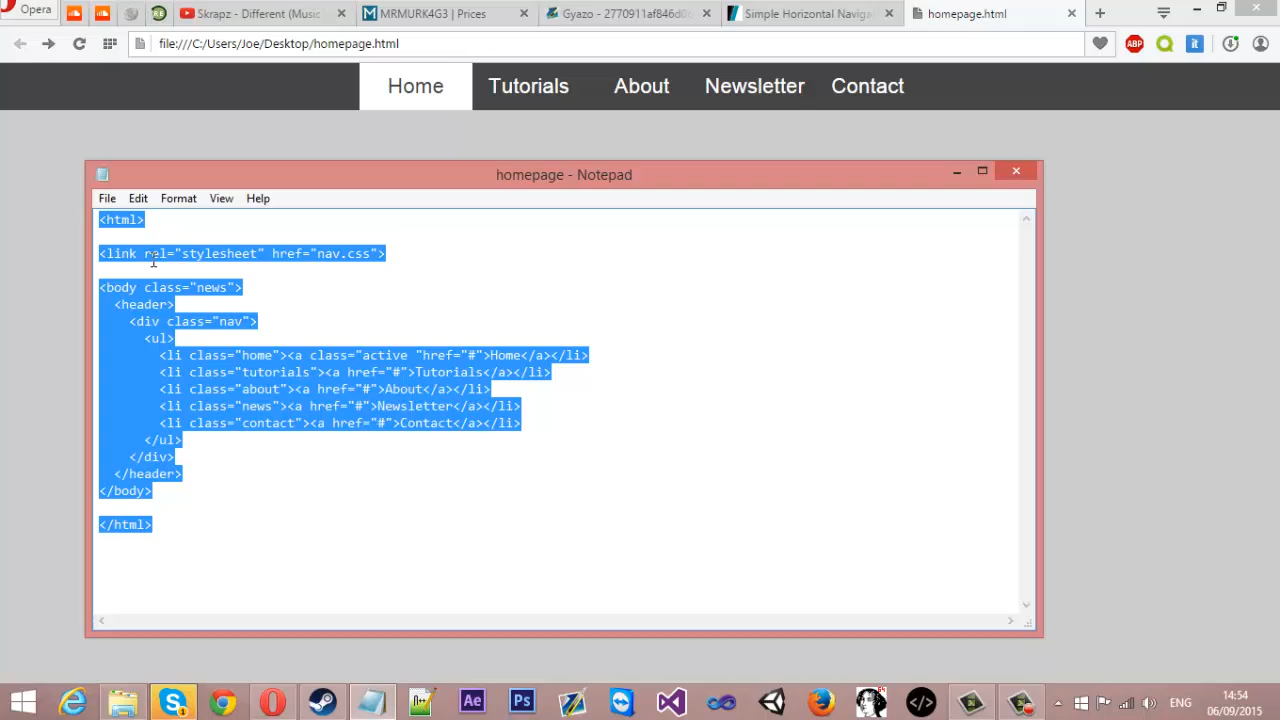 Opera
Skrapz - Different (Music
MRMURK4G3 | Prices
Gyazo - 2770911af846d0
Simple Horizontal Naviga
homepage.html
file:///C:/Users/Joe/Desktop/homepage.html
ABP
it
Home Tutorials About Newsletter Contact
homepage - Notepad
File Edit Format View Help
<html>
<link rel="stylesheet" href="nav.css">
<body class="news">
<header>
<div class="nav">
<ul>
<li class="home"><a class="active "href="#">Home</a></li>
<li class="tutorials"><a href="#">Tutorials</a></li>
<li class="about"><a href="#">About</a></li>
<li class="news"><a href="#">Newsletter</a></li>
<li class="contact"><a href="#">Contact</a></li>
</ul>
</div>
</header>
</body>
</html>
Ae
Ps
ENG
14:54
06/09/2015